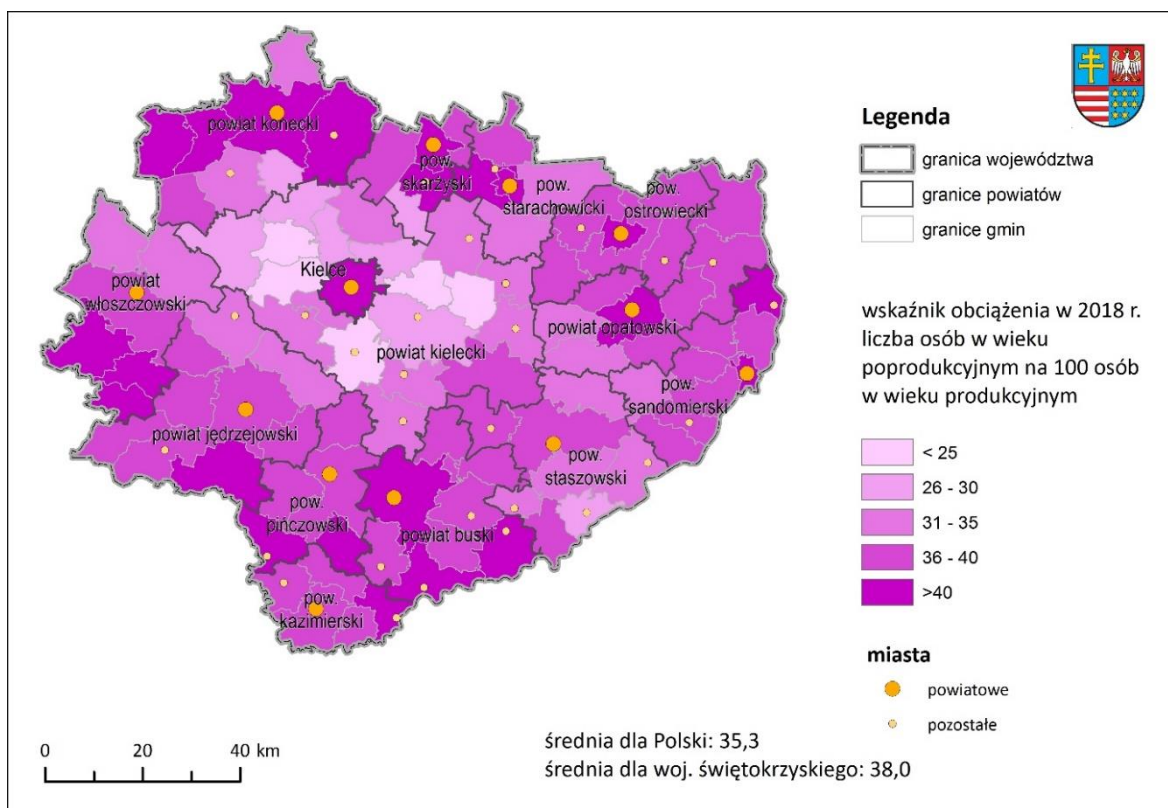 powiat konecki
pow.
skarżyski
pow.
starachowicki
pow.
ostrowiecki
Kielce
powiat
włoszczowski
powiat opatowski
powiat kielecki
pow.
sandomierski
powiat jędrzejowski
pow.
staszowski
pow.
pińczowski
powiat buski
pow.
kazimierski
0 20 40 km
Legenda
granica województwa
granice powiatów
granice gmin
wskaźnik obciążenia w 2018 r.
liczba osób w wieku
poprodukcyjnym na 100 osób
w wieku produkcyjnym
< 25
26 - 30
31 - 35
36 - 40
>40
miasta
powiatowe
pozostałe
średnia dla Polski: 35,3
średnia dla woj. świętokrzyskiego: 38,0